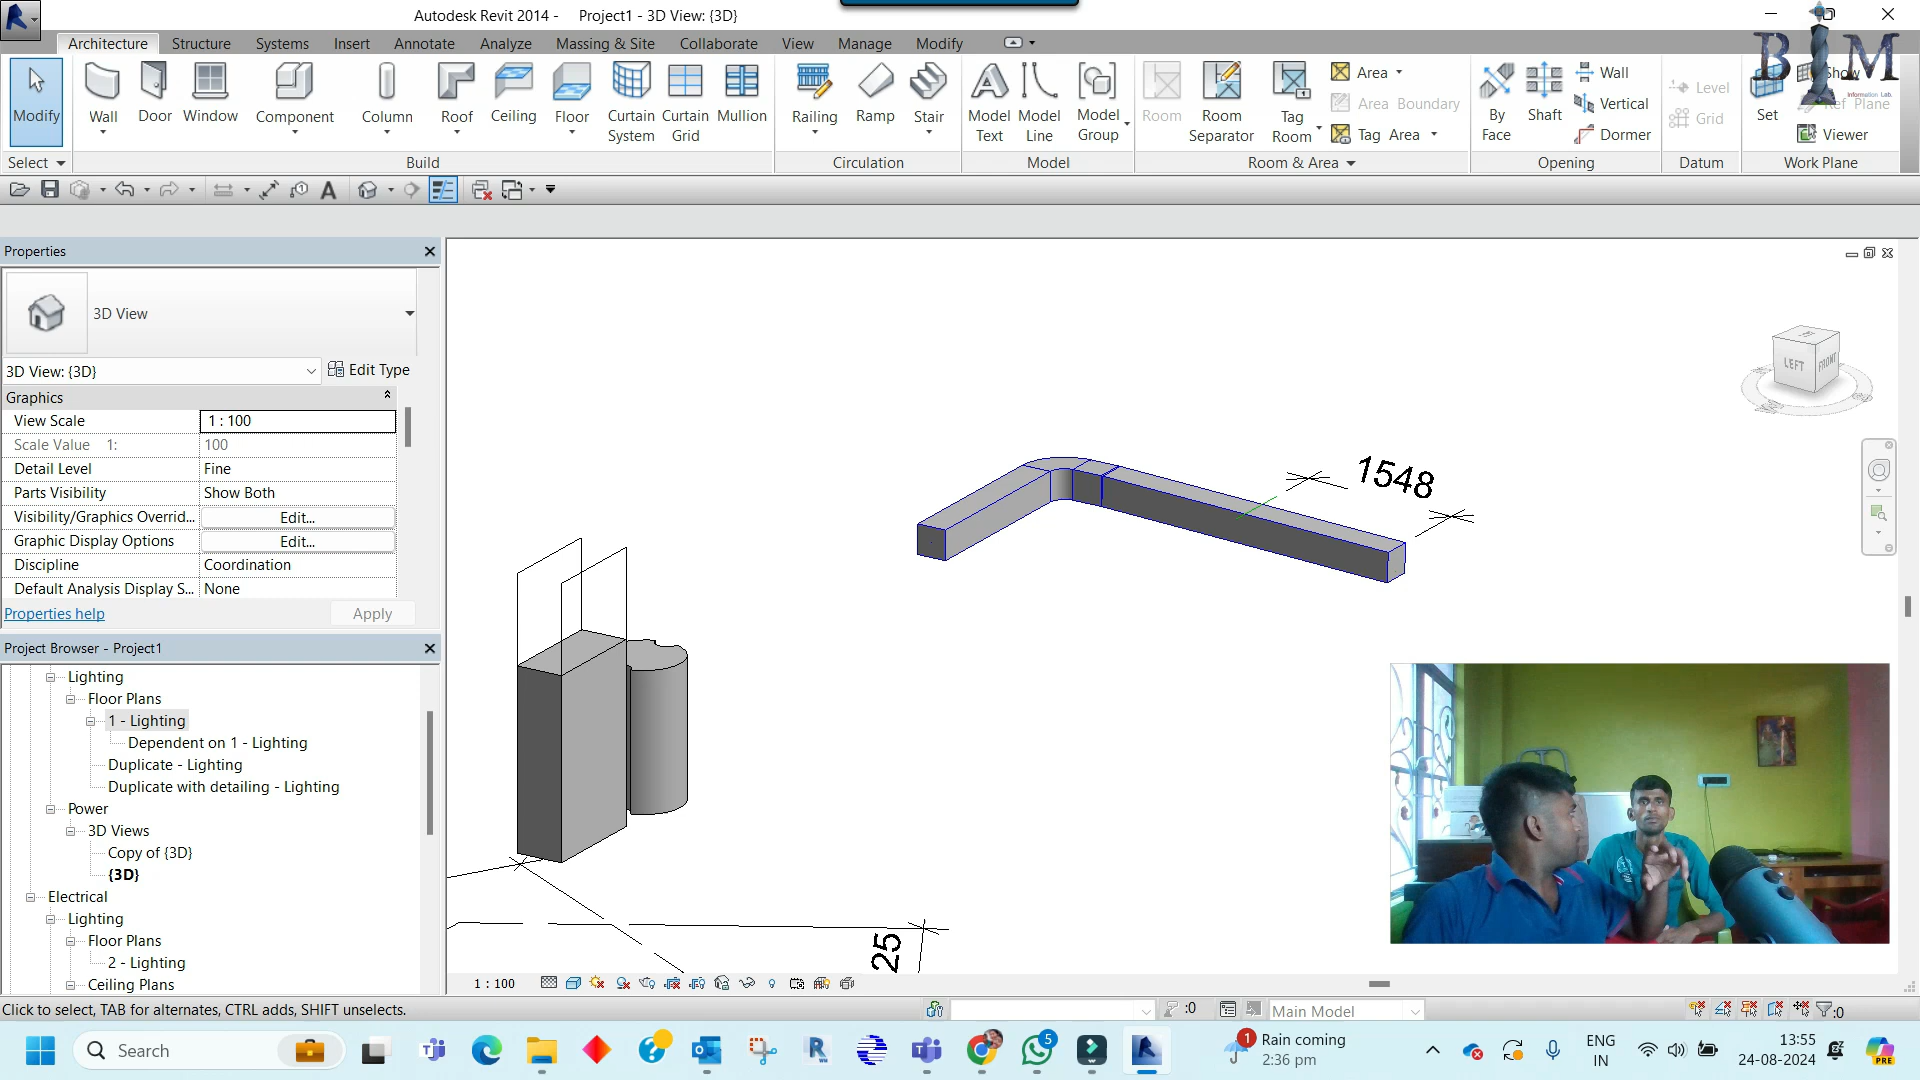 Autodesk Revit 2014 -     Project1 - 3D View: {3D}
Architecture Structure Systems Insert Annotate Analyze Massing & Site Collaborate View Manage Modify
Modify
Wall Door Window Component Column Roof Ceiling Floor Curtain System Curtain Grid Mullion
Railing Ramp Stair
Model Text Model Line Model Group
Room Room Separator Tag Room
Area
Area Boundary
Tag Area
By Face Shaft
Wall
Vertical
Dormer
Level
Grid
Set
Show
Ref Plane
Viewer
BIM
Information Lab.
Select Build Circulation Model Room & Area Opening Datum Work Plane
Properties
3D View
3D View: {3D} Edit Type
Graphics
View Scale 1 : 100
Scale Value 1: 100
Detail Level Fine
Parts Visibility Show Both
Visibility/Graphics Overrid... Edit...
Graphic Display Options Edit...
Discipline Coordination
Default Analysis Display S... None
Properties help Apply
Project Browser - Project1
Lighting
Floor Plans
1 - Lighting
Dependent on 1 - Lighting
Duplicate - Lighting
Duplicate with detailing - Lighting
Power
3D Views
Copy of {3D}
{3D}
Electrical
Lighting
Floor Plans
2 - Lighting
Ceiling Plans
LEFT FRONT
1548
25
1 : 100
Click to select, TAB for alternates, CTRL adds, SHIFT unselects.
:0
Main Model
:0
Search
5
1
Rain coming
2:36 pm
ENG
IN
13:55
24-08-2024
PRE